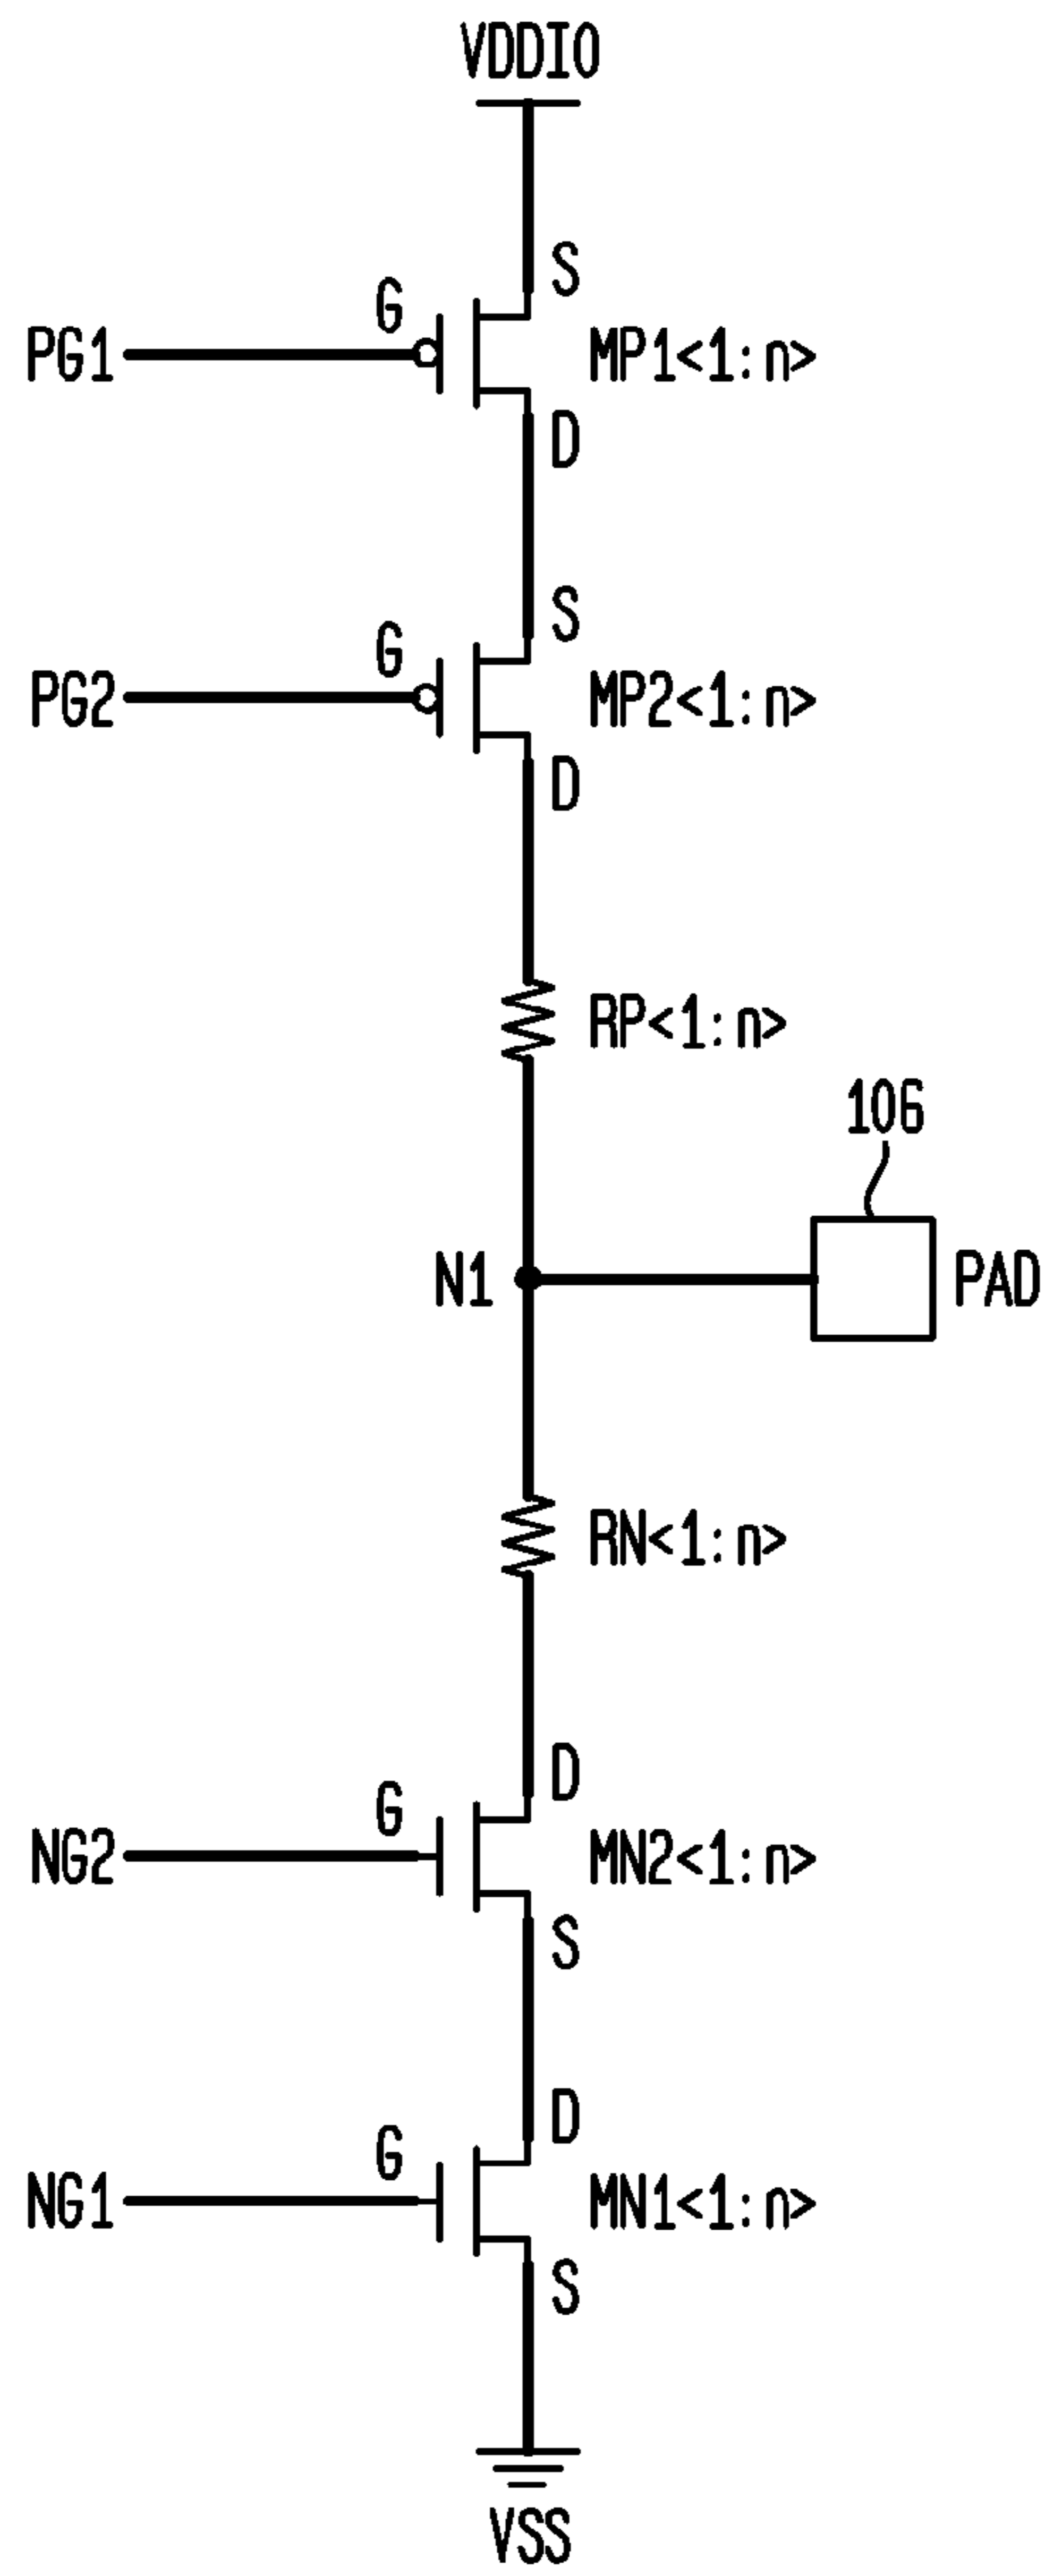 VDDIO
S
G
PG1
MP1<1:n>
D
S
G
PG2
MP2<1:n>
D
RP<1:n>
106
N1
PAD
RN<1:n>
D
G
NG2
MN2<1:n>
S
D
G
NG1
MN1<1:n>
S
VSS